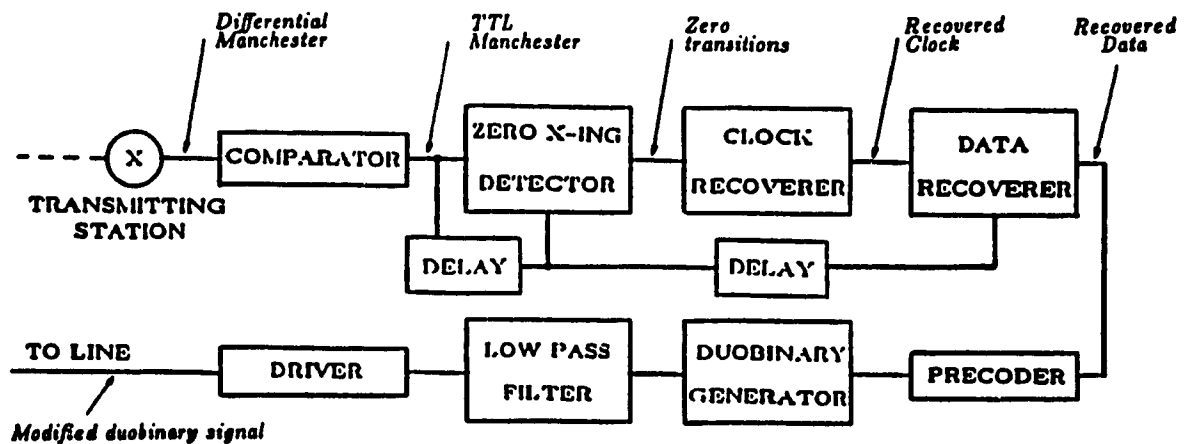 Differential
Manchester
TTL
Manchester
Zero
transitions
Recovered
Clock
Recovered
Data
X
COMPARATOR
ZERO X-ING
DETECTOR
CLOCK
RECOVERER
DATA
RECOVERER
TRANSMITTING
STATION
DELAY
DELAY
TO LINE
DRIVER
LOW PASS
FILTER
DUOBINARY
GENERATOR
PRECODER
Modified duobinary signal